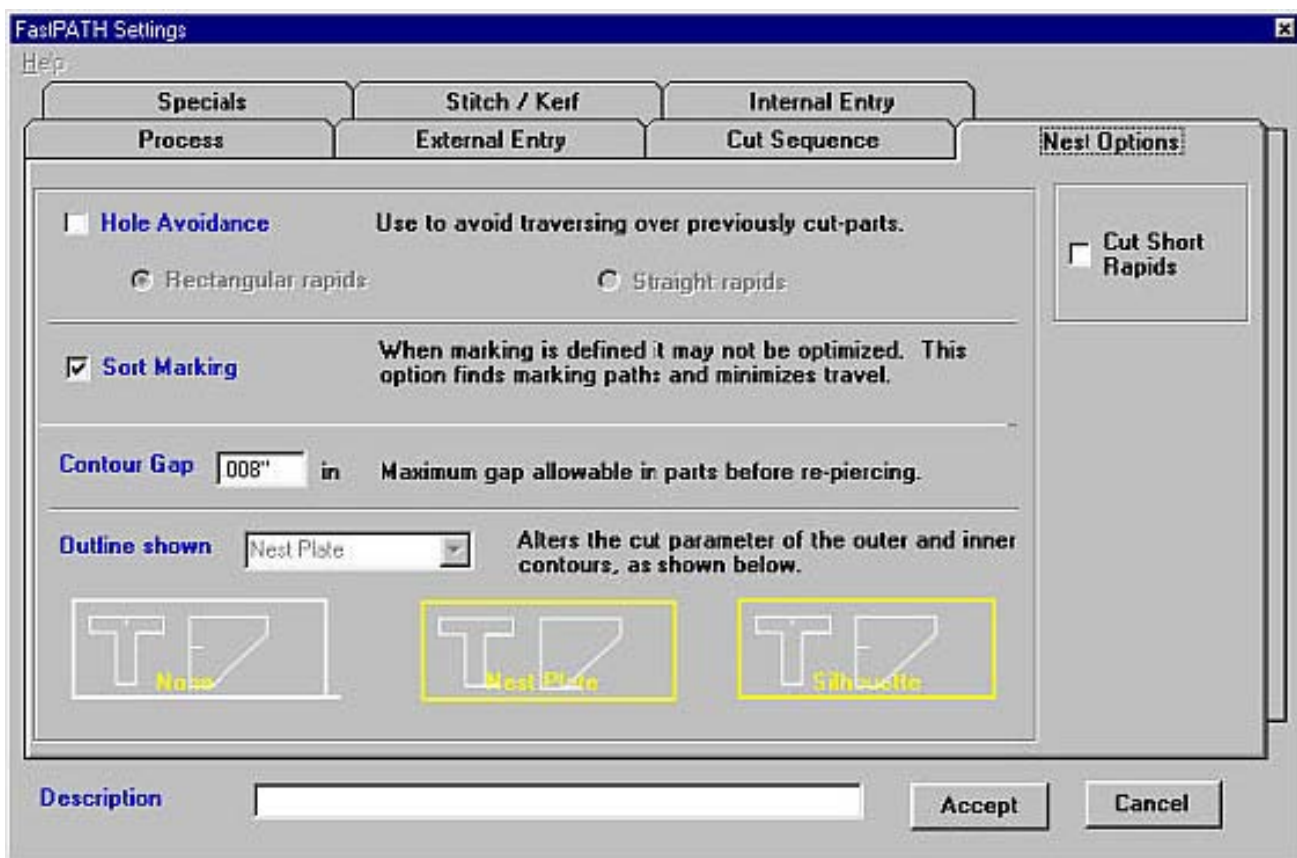 FastPATH Settings
Help
Specials
Stitch / Kerf
Internal Entry
Process
External Entry
Cut Sequence
Nest Options
Hole Avoidance
Use to avoid traversing over previously cut-parts.
Rectangular rapids
Straight rapids
Cut Short
Rapids
Sort Marking
When marking is defined it may not be optimized. This
option finds marking paths and minimizes travel.
Contour Gap
.008"
in
Maximum gap allowable in parts before re-piercing.
Outline shown
Nest Plate
Alters the cut parameter of the outer and inner
contours, as shown below.
None
Nest Plate
Silhouette
Description
Accept
Cancel